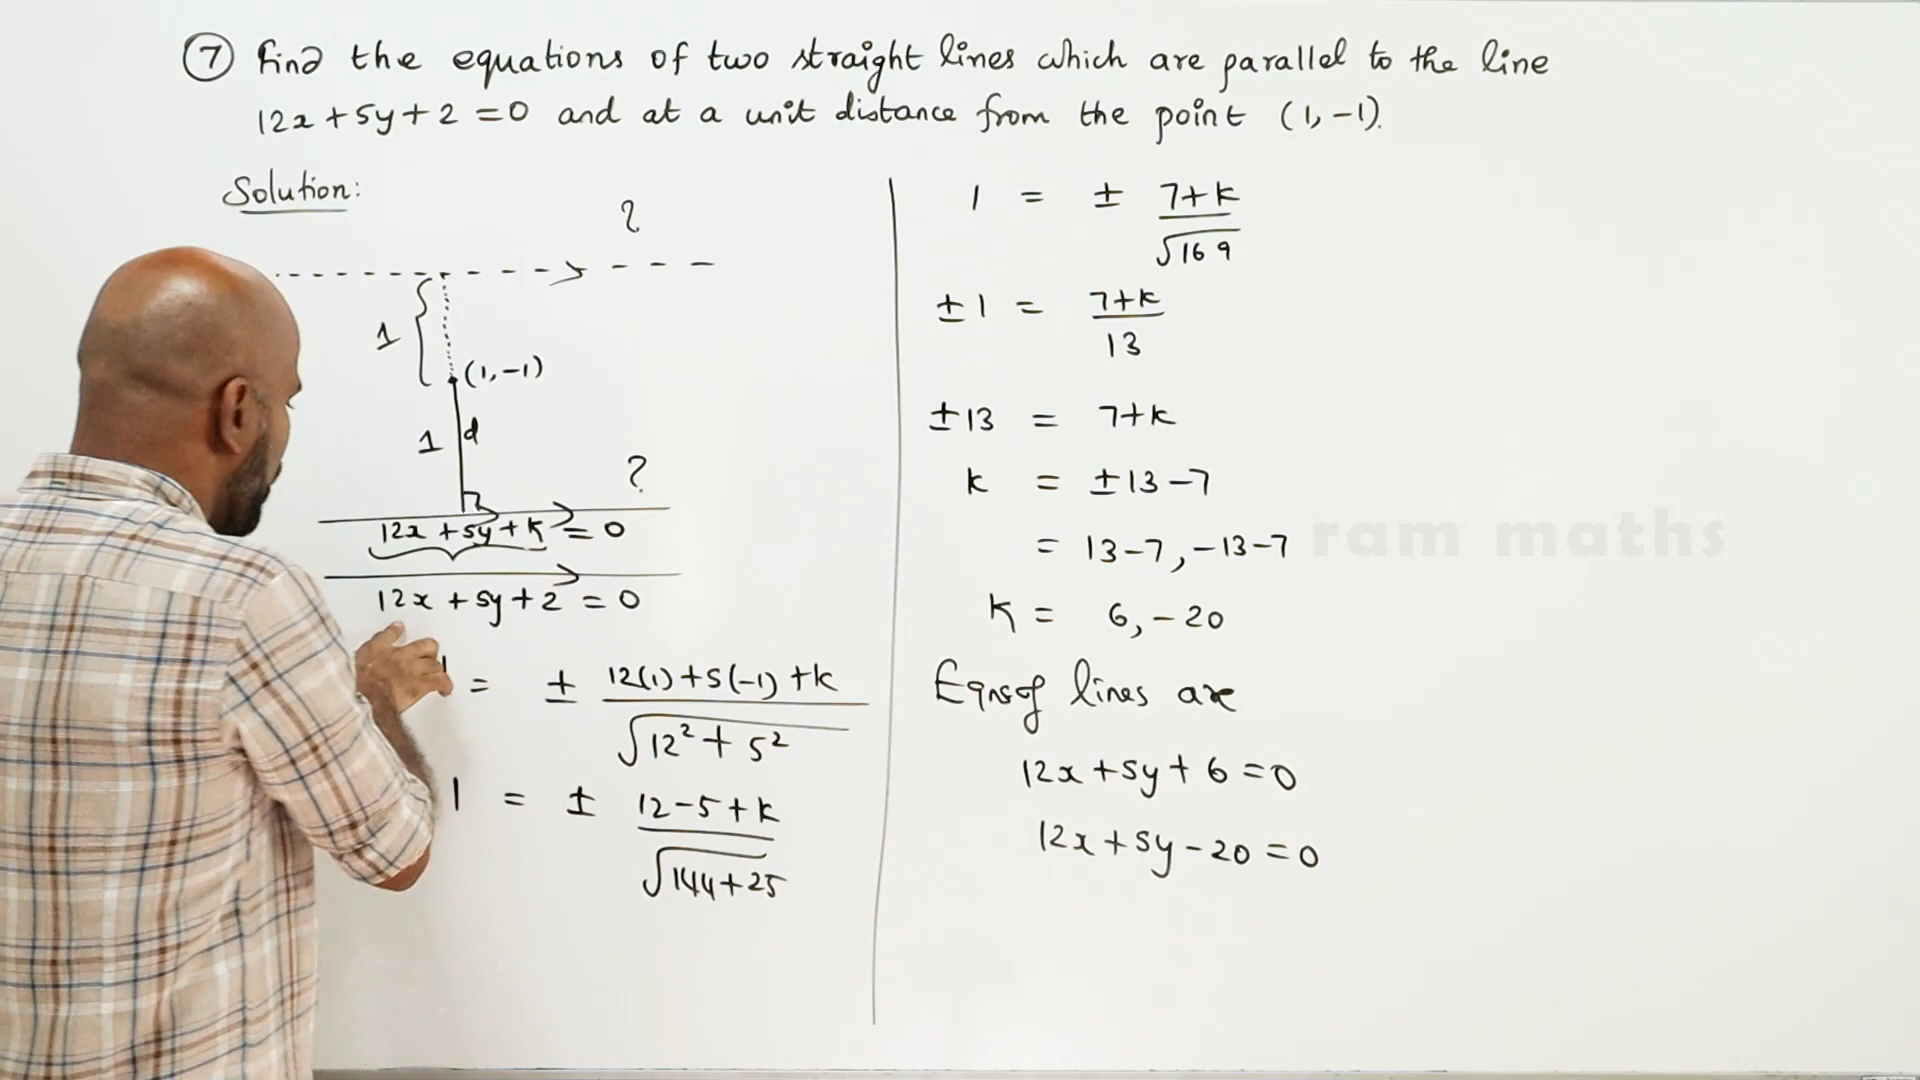 ⑦ Find the equations of two straight lines which are parallel to the line
12x + 5y + 2 = 0 and at a unit distance from the point (1, -1).
Solution:
?
1
(1, -1)
1 d
?
12x + 5y + k = 0
12x + 5y + 2 = 0
= ± 12(1) + 5(-1) + k
√12² + 5²
1 = ± 12 - 5 + k
√144 + 25
1 = ± 7 + k
√169
± 1 = 7 + k
13
± 13 = 7 + k
k = ± 13 - 7
= 13 - 7, -13 - 7
k = 6, -20
Eqns of lines are
12x + 5y + 6 = 0
12x + 5y - 20 = 0
ram maths